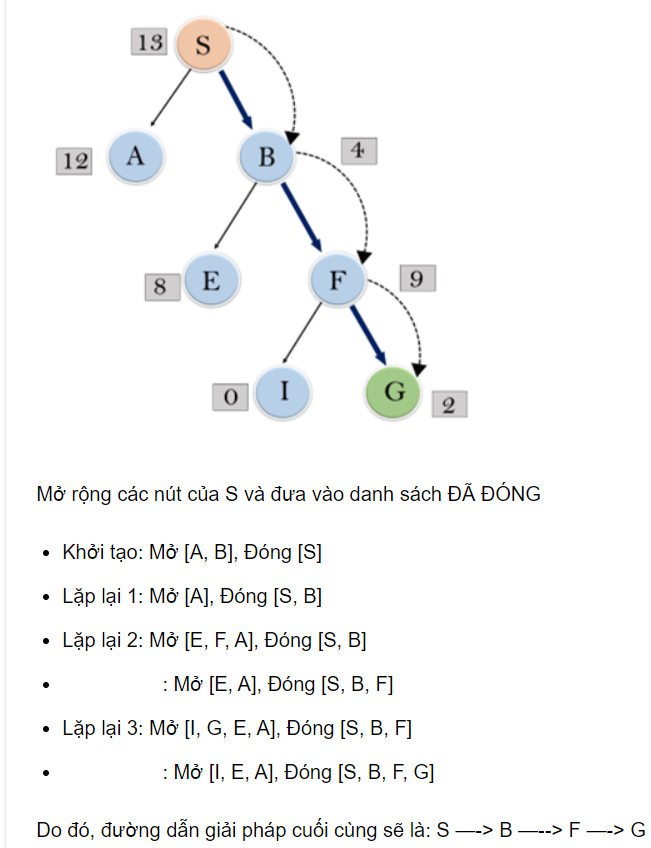 13 S
12 A
B 4
8 E
F 9
0 I
G 2
Mở rộng các nút của S và đưa vào danh sách ĐÃ ĐÓNG
• Khởi tạo: Mở [A, B], Đóng [S]
• Lặp lại 1: Mở [A], Đóng [S, B]
• Lặp lại 2: Mở [E, F, A], Đóng [S, B]
• : Mở [E, A], Đóng [S, B, F]
• Lặp lại 3: Mở [I, G, E, A], Đóng [S, B, F]
• : Mở [I, E, A], Đóng [S, B, F, G]
Do đó, đường dẫn giải pháp cuối cùng sẽ là: S —-> B —--> F —-> G